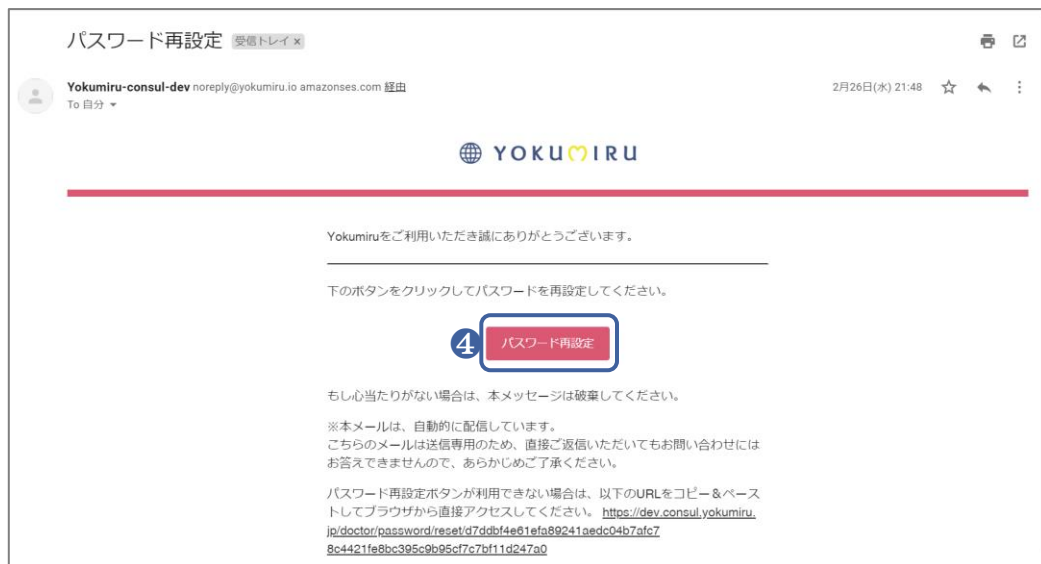 パスワード再設定 受信トレイ ×
Yokumiru-consul-dev noreply@yokumiru.io amazonses.com 経由
2月26日(水) 21:48
To 自分
YOKUMIRU
Yokumiruをご利用いただき誠にありがとうございます。
下のボタンをクリックしてパスワードを再設定してください。
4 パスワード再設定
もし心当たりがない場合は、本メッセージは破棄してください。
※本メールは、自動的に配信しています。
こちらのメールは送信専用のため、直接ご返信いただいてもお問い合わせには
お答えできませんので、あらかじめご了承ください。
パスワード再設定ボタンが利用できない場合は、以下のURLをコピー＆ペース
トしてブラウザから直接アクセスしてください。 https://dev.consul.yokumiru.
jp/doctor/password/reset/d7ddbf4e61efa89241aedc04b7afc7
8c4421fe8bc395c9b95cf7c7bf11d247a0